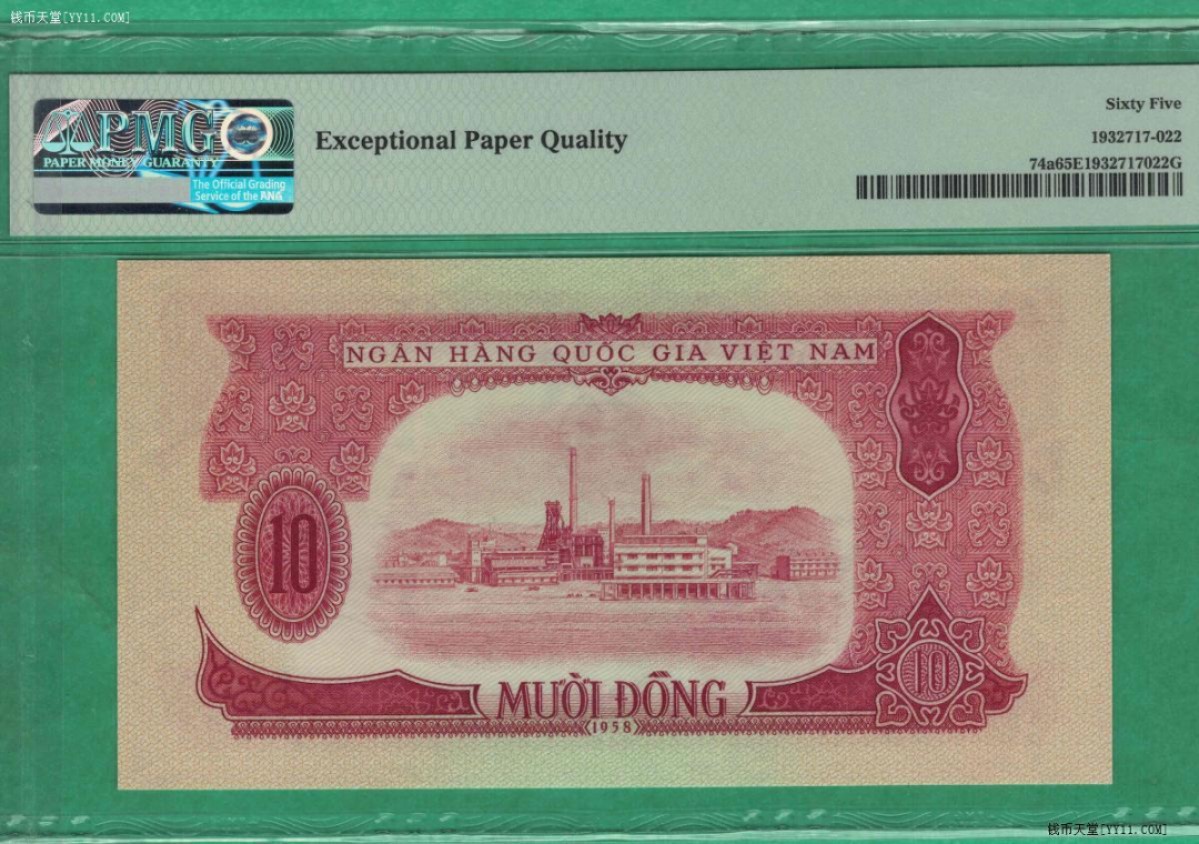 钱币天堂[YY11.COM]
PMG
PAPER MONEY GUARANTY
The Official Grading
Service of the ANA
Exceptional Paper Quality
Sixty Five
1932717-022
74a65E1932717022G
NGÂN HÀNG QUỐC GIA VIỆT NAM
10
10
MƯỜI ĐỒNG
1958
钱币天堂[YY11.COM]